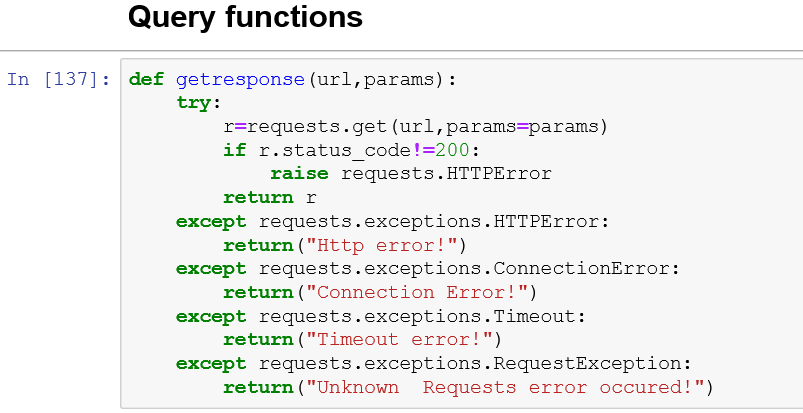 Query functions
In [137]: def getresponse(url,params):
    try:
        r=requests.get(url,params=params)
        if r.status_code!=200:
            raise requests.HTTPError
        return r
    except requests.exceptions.HTTPError:
        return("Http error!")
    except requests.exceptions.ConnectionError:
        return("Connection Error!")
    except requests.exceptions.Timeout:
        return("Timeout error!")
    except requests.exceptions.RequestException:
        return("Unknown  Requests error occured!")